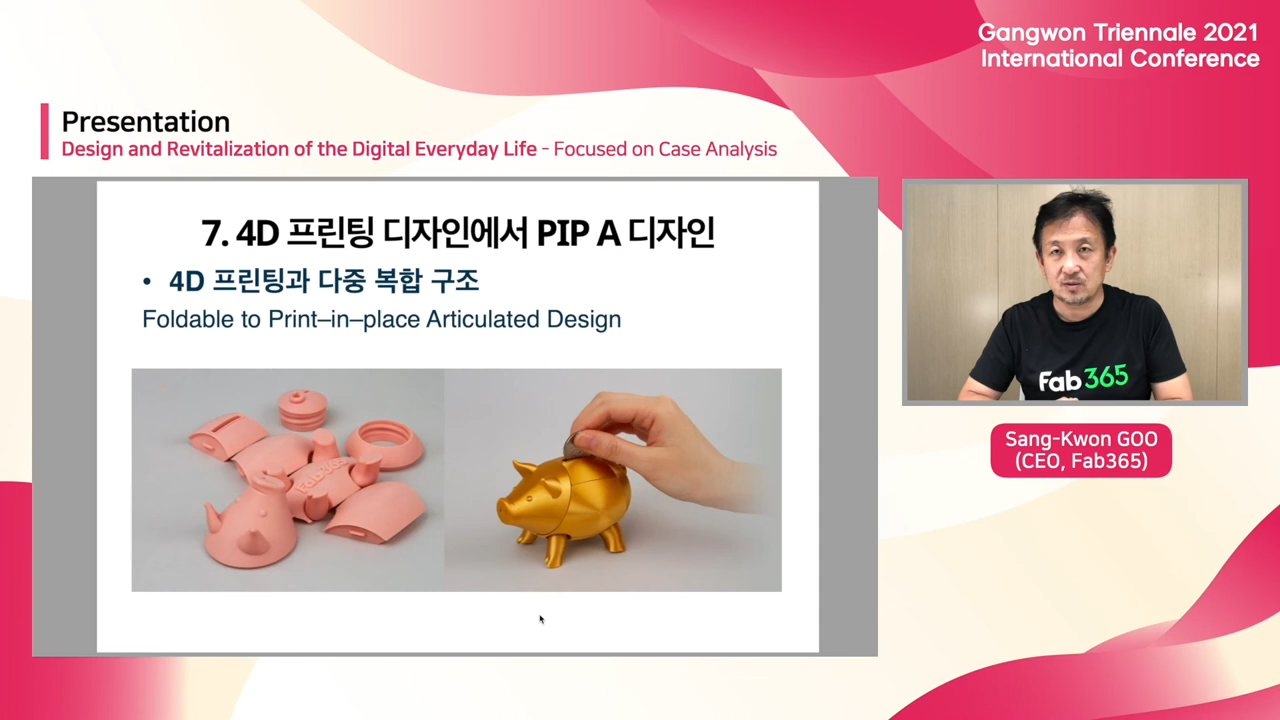 Gangwon Triennale 2021
International Conference
Presentation
Design and Revitalization of the Digital Everyday Life - Focused on Case Analysis
7. 4D 프린팅 디자인에서 PIP A 디자인
• 4D 프린팅과 다중 복합 구조
Foldable to Print–in–place Articulated Design
Fab365
Fab365
Sang-Kwon GOO
(CEO, Fab365)